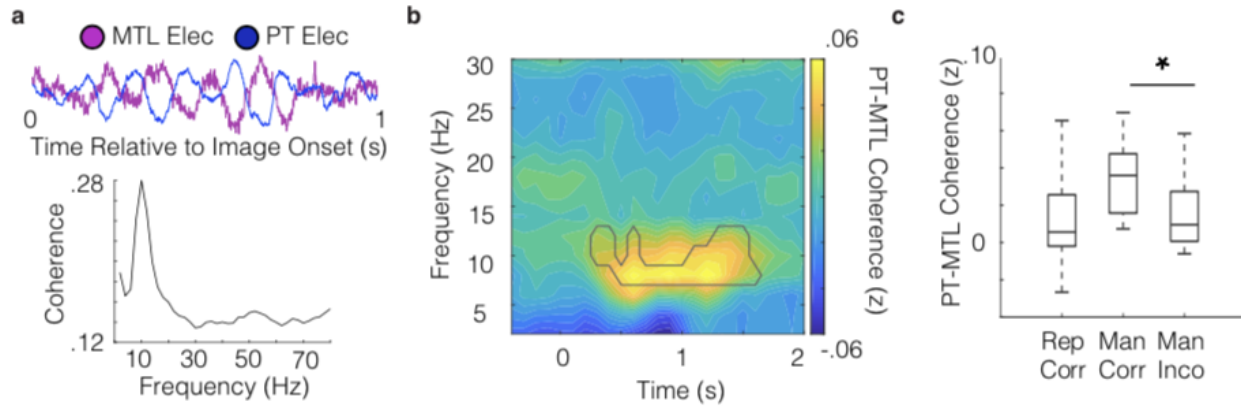 a
MTL Elec PT Elec
0 1
Time Relative to Image Onset (s)
.28
Coherence
.12
10 30 50 70
Frequency (Hz)
b
.06
30
25
20
15
10
5
Frequency (Hz)
0 1 2
Time (s)
-.06
PT-MTL Coherence (z)
c
.10
*
0
PT-MTL Coherence (z)
Rep Man Man
Corr Corr Inco